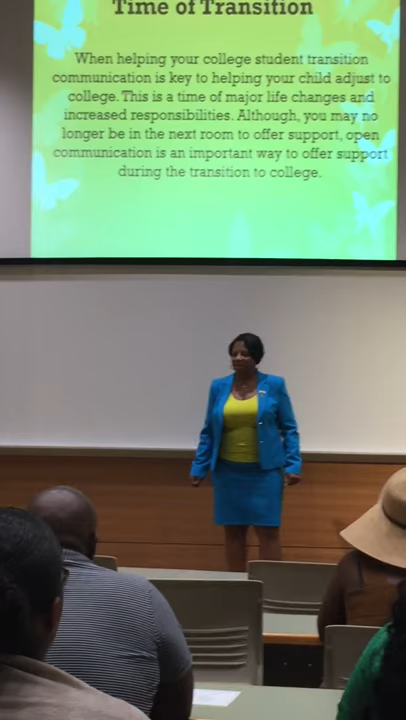 Time of Transition
When helping your college student transition
communication is key to helping your child adjust to
college. This is a time of major life changes and
increased responsibilities. Although, you may no
longer be in the next room to offer support, open
communication is an important way to offer support
during the transition to college.